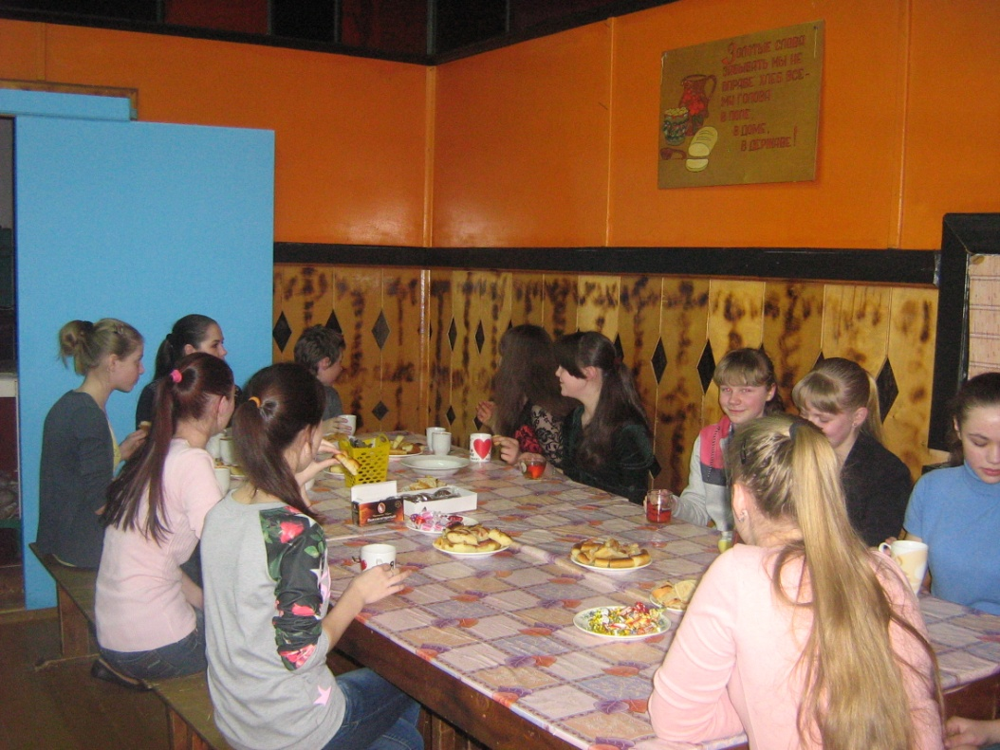 Золотые слова
забывать мы не
вправе хлеб все-
му голова
в поле,
в доме,
в державе!